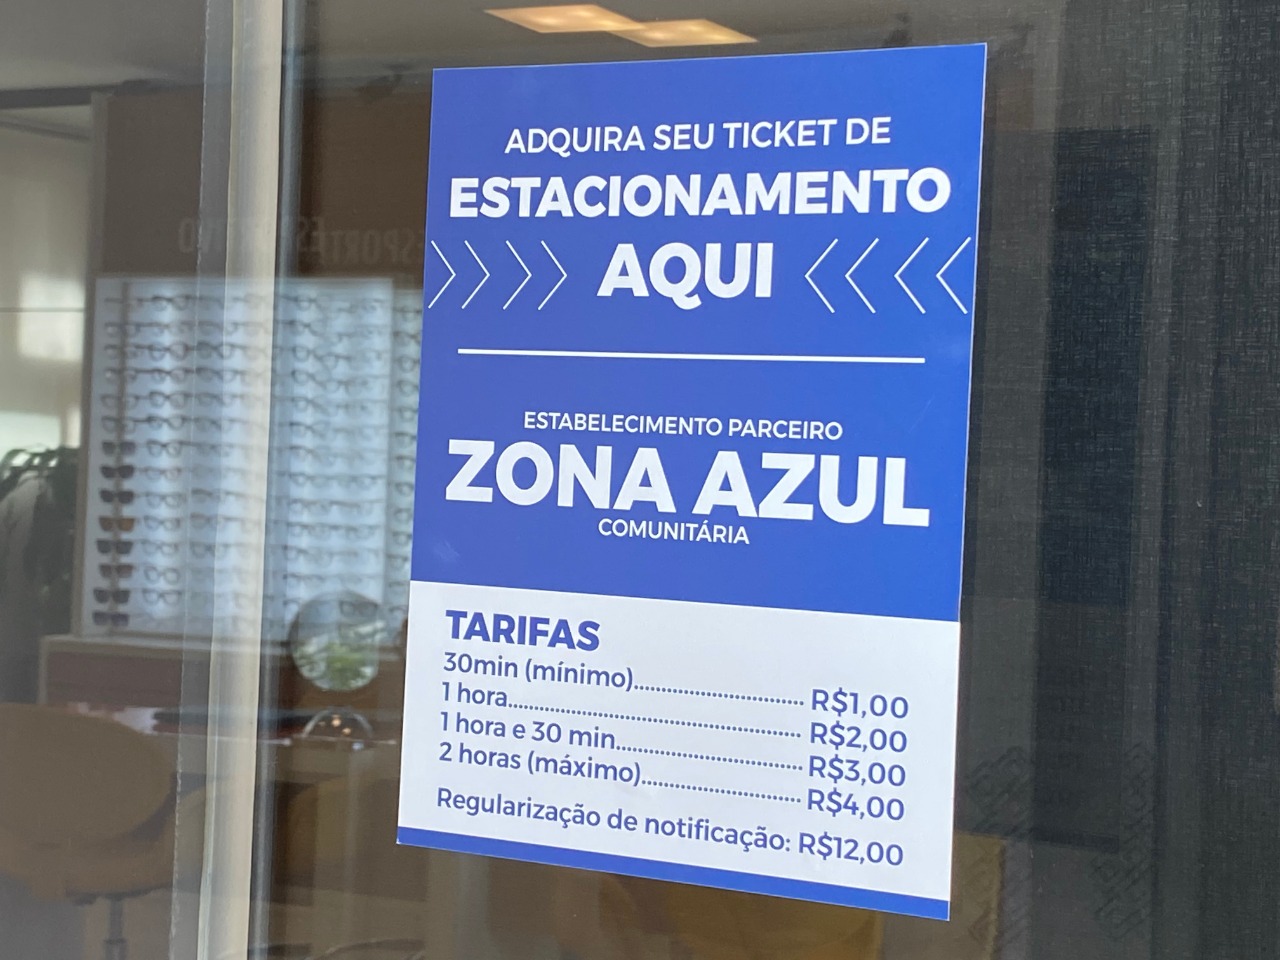 ADQUIRA SEU TICKET DE
ESTACIONAMENTO
AQUI
ESTABELECIMENTO PARCEIRO
ZONA AZUL
COMUNITÁRIA
TARIFAS
30min (mínimo)........................................ R$1,00
1 hora.................................................................... R$2,00
1 hora e 30 min............................................ R$3,00
2 horas (máximo)...................................... R$4,00
Regularização de notificação: R$12,00